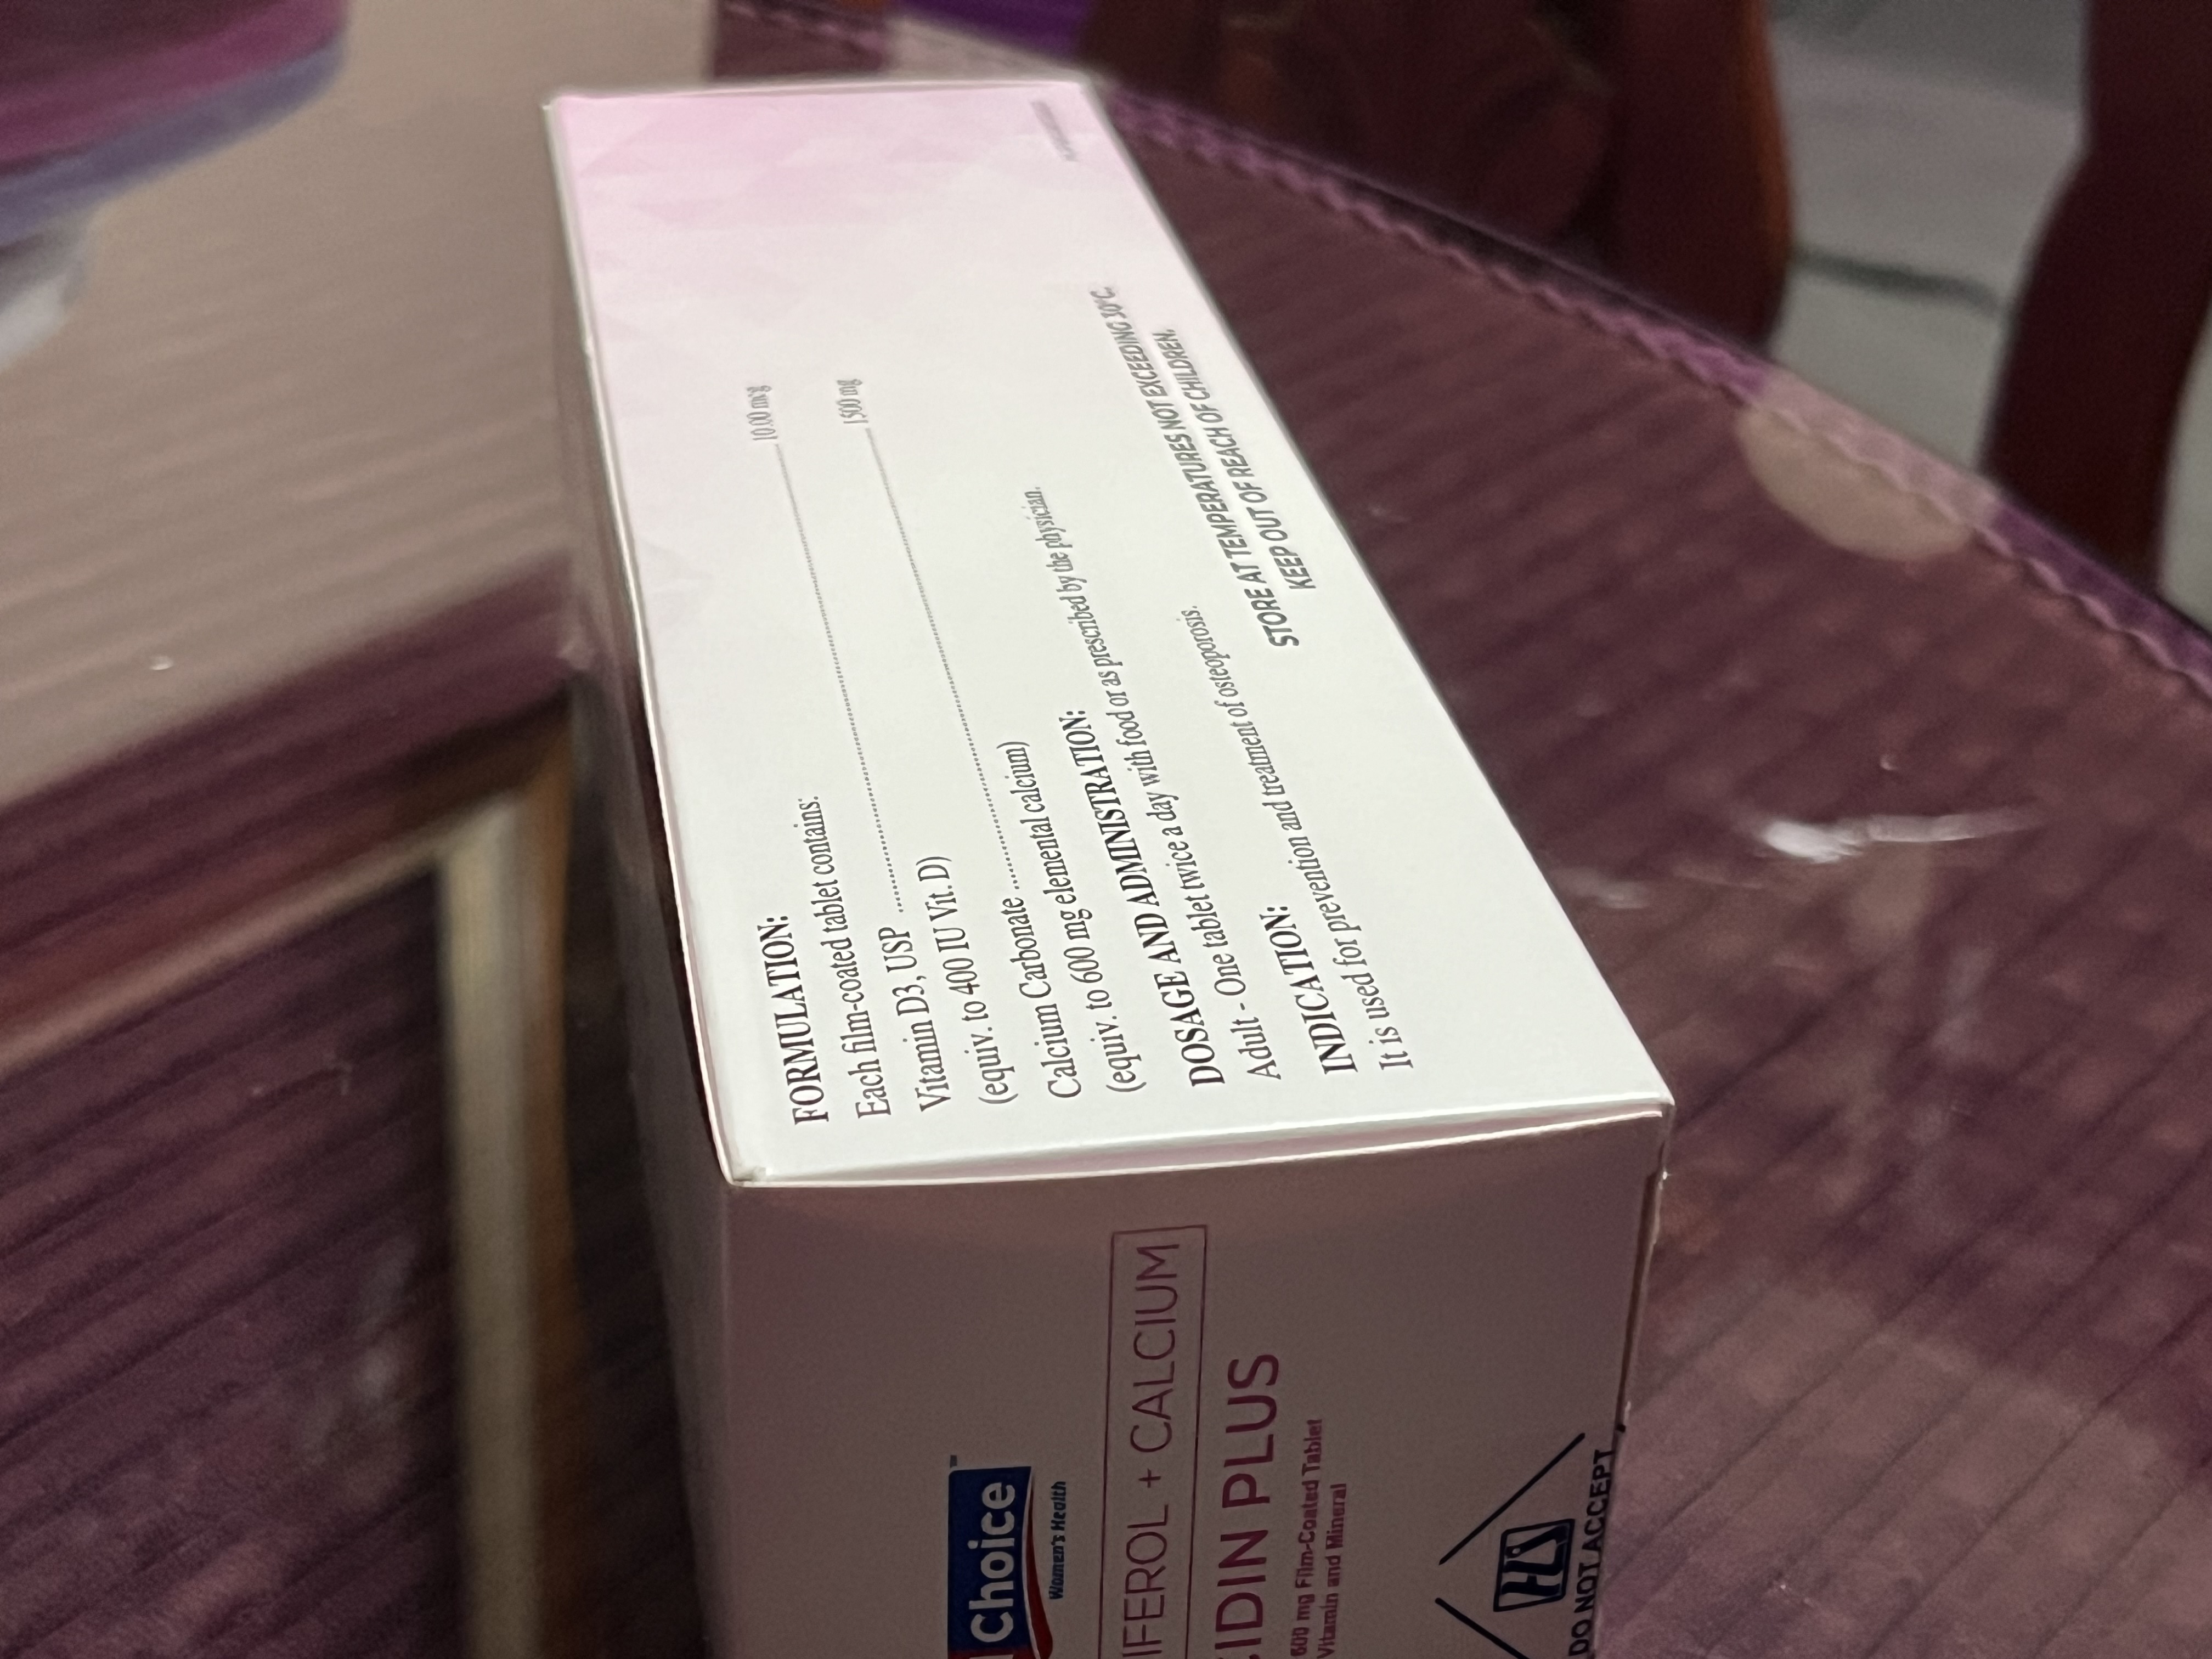 FORMULATION:
Each film-coated tablet contains:
Vitamin D3, USP ........................ 10.00 mcg
(equiv. to 400 IU Vit. D)
Calcium Carbonate ........................ 1500 mg
(equiv. to 600 mg elemental calcium)
DOSAGE AND ADMINISTRATION:
Adult - One tablet twice a day with food or as prescribed by the physician.
INDICATION:
It is used for prevention and treatment of osteoporosis.
STORE AT TEMPERATURES NOT EXCEEDING 30°C.
KEEP OUT OF REACH OF CHILDREN.
Choice™
Women's Health
IFEROL + CALCIUM
IDIN PLUS
600 mg Film-Coated Tablet
Vitamin and Mineral
DO NOT ACCEPT